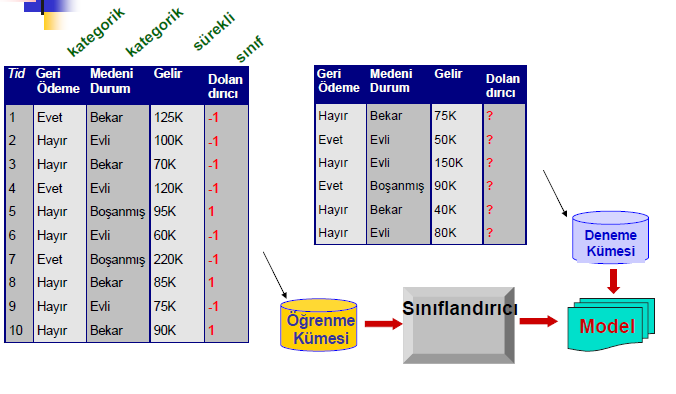 kategorik kategorik sürekli sınıf
Tid Geri Ödeme Medeni Durum Gelir Dolan dırıcı
1 Evet Bekar 125K -1
2 Hayır Evli 100K -1
3 Hayır Bekar 70K -1
4 Evet Evli 120K -1
5 Hayır Boşanmış 95K 1
6 Hayır Evli 60K -1
7 Evet Boşanmış 220K -1
8 Hayır Bekar 85K 1
9 Hayır Evli 75K -1
10 Hayır Bekar 90K 1
Geri Ödeme Medeni Durum Gelir Dolan dırıcı
Hayır Bekar 75K ?
Evet Evli 50K ?
Hayır Evli 150K ?
Evet Boşanmış 90K ?
Hayır Bekar 40K ?
Hayır Evli 80K ?
Deneme
Kümesi
Öğrenme
Kümesi
Sınıflandırıcı
Model